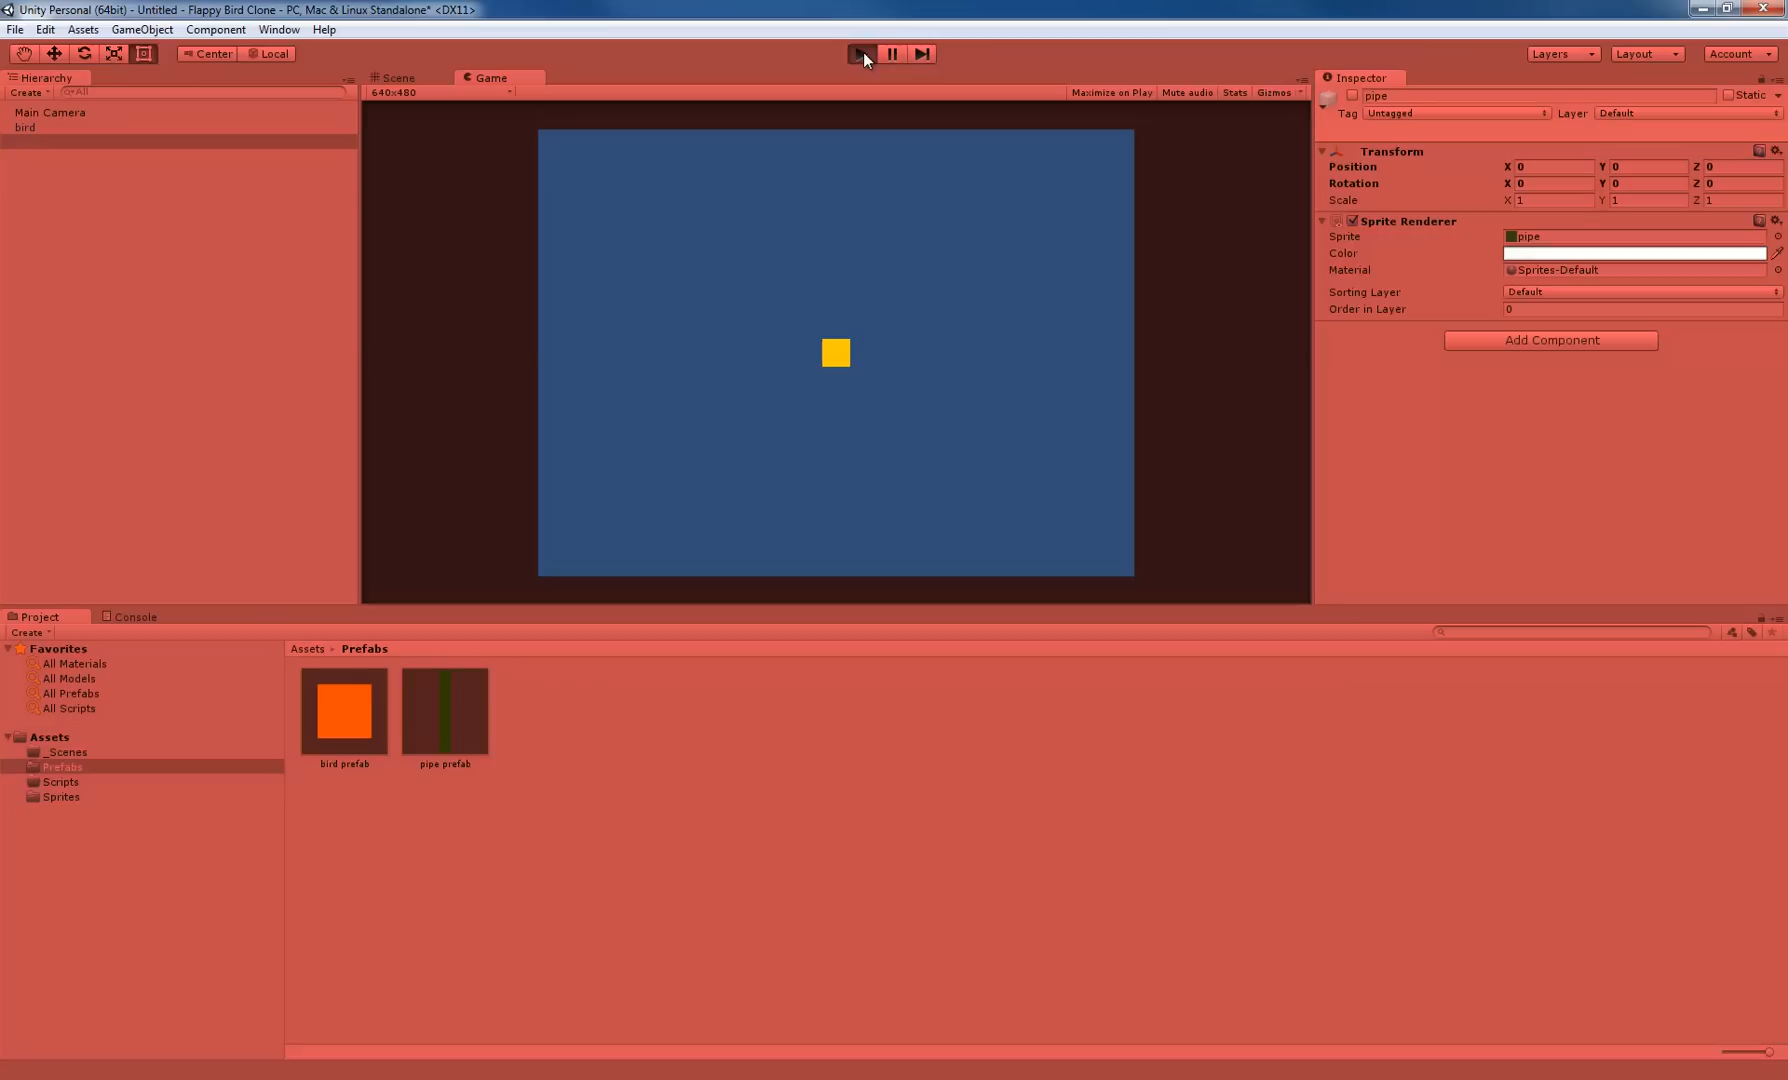 Unity Personal (64bit) - Untitled - Flappy Bird Clone - PC, Mac & Linux Standalone* <DX11>
File Edit Assets GameObject Component Window Help
Center Local Layers Layout Account
Hierarchy Scene Game Inspector
Create All 640x480 Maximize on Play Mute audio Stats Gizmos pipe Static
Main Camera Tag Untagged Layer Default
bird
Transform
Position X 0 Y 0 Z 0
Rotation X 0 Y 0 Z 0
Scale X 1 Y 1 Z 1
Sprite Renderer
Sprite pipe
Color
Material Sprites-Default
Sorting Layer Default
Order in Layer 0
Add Component
Project Console
Create
Favorites Assets Prefabs
All Materials
All Models
All Prefabs
All Scripts
Assets
_Scenes
Prefabs bird prefab pipe prefab
Scripts
Sprites